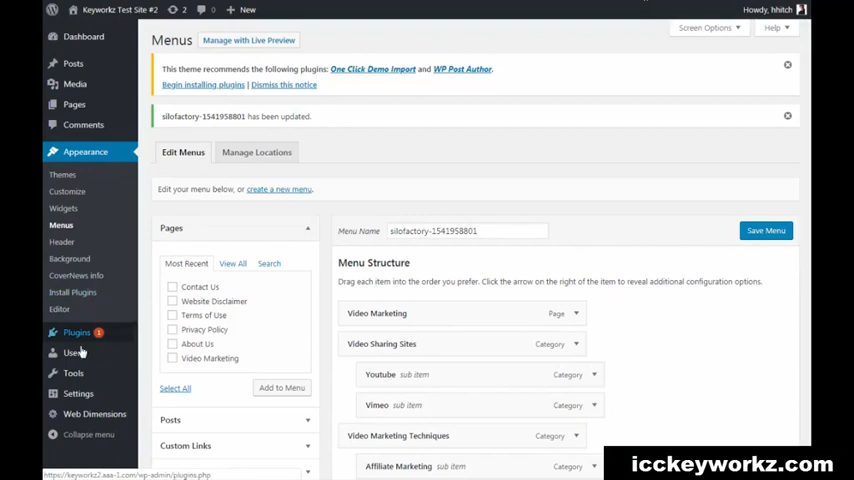 Keyworkz Test Site #2 2 0 New
Howdy, hhitch
Dashboard
Posts
Media
Pages
Comments
Appearance
Themes
Customize
Widgets
Menus
Header
Background
CoverNews info
Install Plugins
Editor
Plugins 1
Users
Tools
Settings
Web Dimensions
Collapse menu
Screen Options
Help
Menus
Manage with Live Preview
This theme recommends the following plugins: One Click Demo Import and WP Post Author.
Begin installing plugins | Dismiss this notice
silofactory-1541958801 has been updated.
Edit Menus
Manage Locations
Edit your menu below, or create a new menu.
Pages
Most Recent View All Search
Contact Us
Website Disclaimer
Terms of Use
Privacy Policy
About Us
Video Marketing
Select All
Add to Menu
Posts
Custom Links
Menu Name silofactory-1541958801
Save Menu
Menu Structure
Drag each item into the order you prefer. Click the arrow on the right of the item to reveal additional configuration options.
Video Marketing Page
Video Sharing Sites Category
Youtube sub item Category
Vimeo sub item Category
Video Marketing Techniques Category
Affiliate Marketing sub item Category
https://keyworkz2.aaa-1.com/wp-admin/plugins.php
icckeyworkz.com